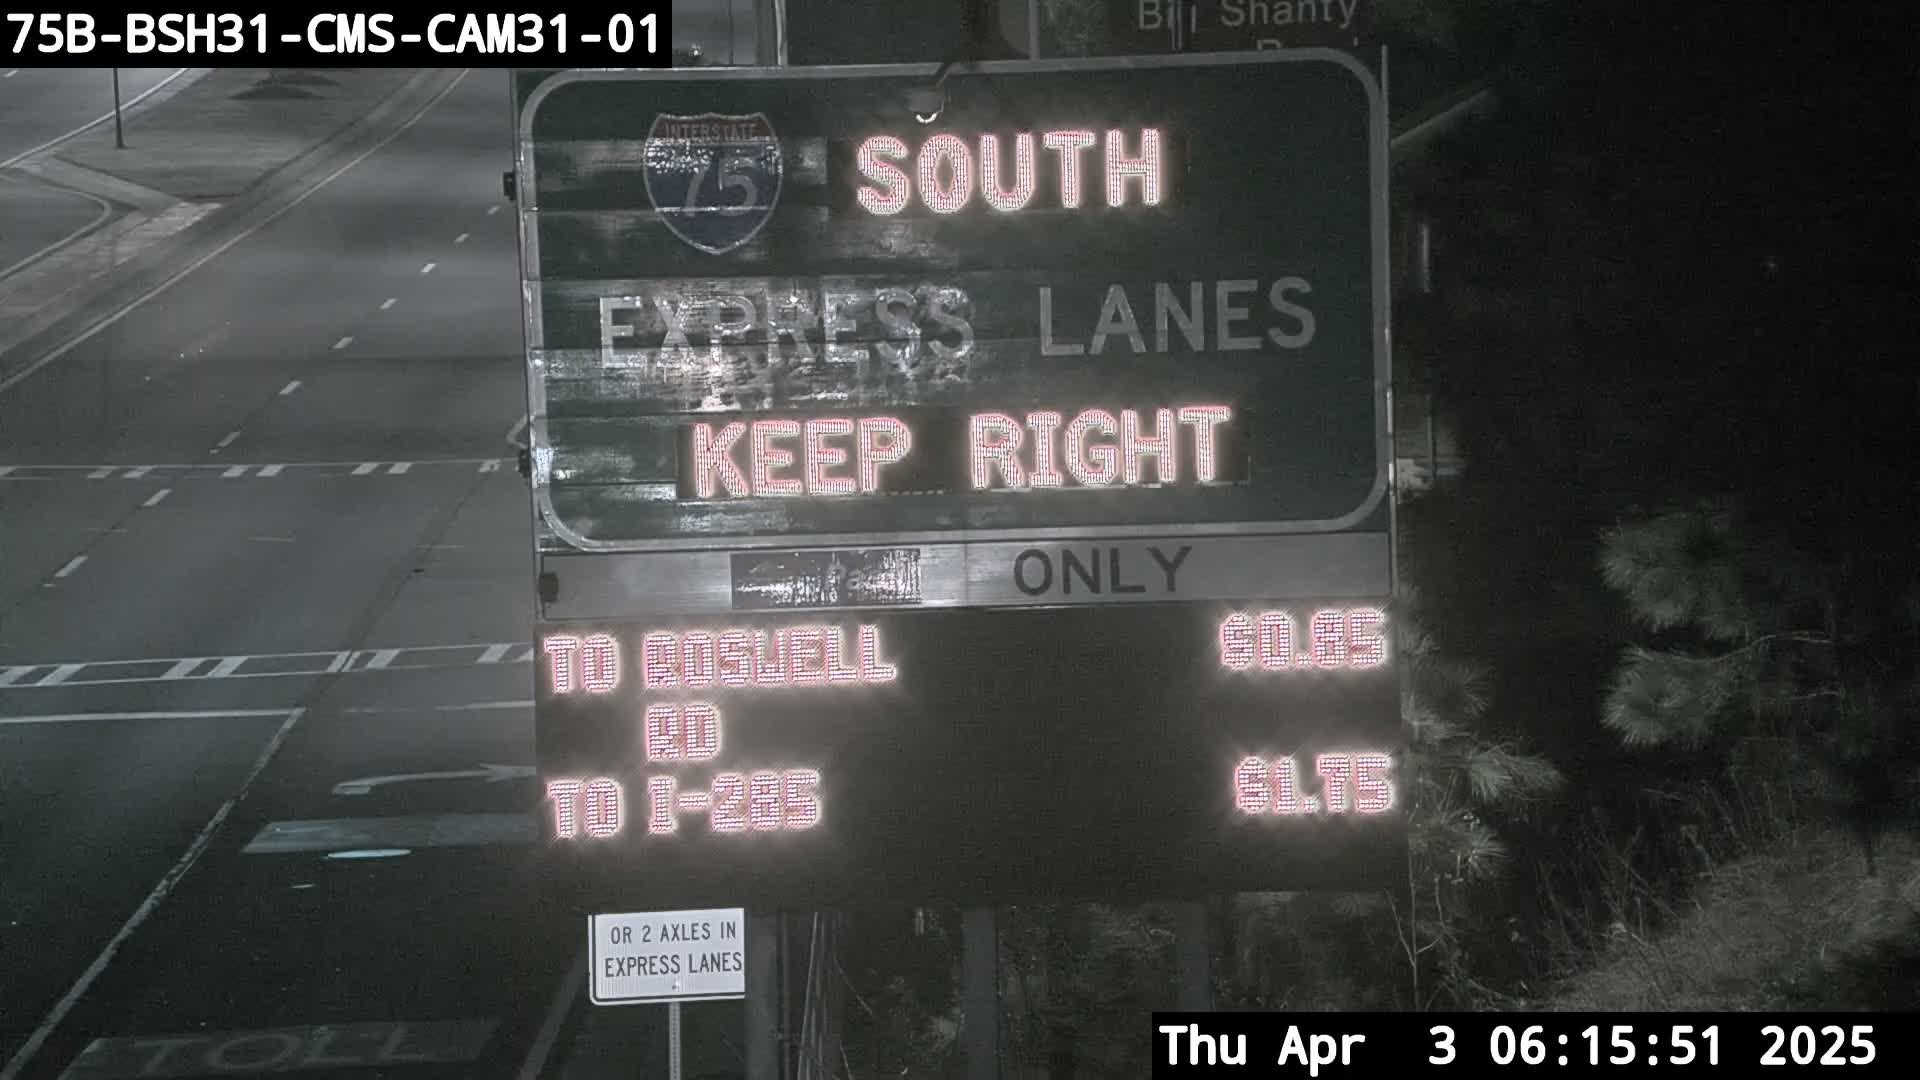 75B-BSH31-CMS-CAM31-01
Bill Shanty
INTERSTATE
75
SOUTH
EXPRESS LANES
KEEP RIGHT
ONLY
TO ROSWELL $0.85
RD
TO I-285 $1.75
OR 2 AXLES IN
EXPRESS LANES
TOLL
Thu Apr 3 06:15:51 2025